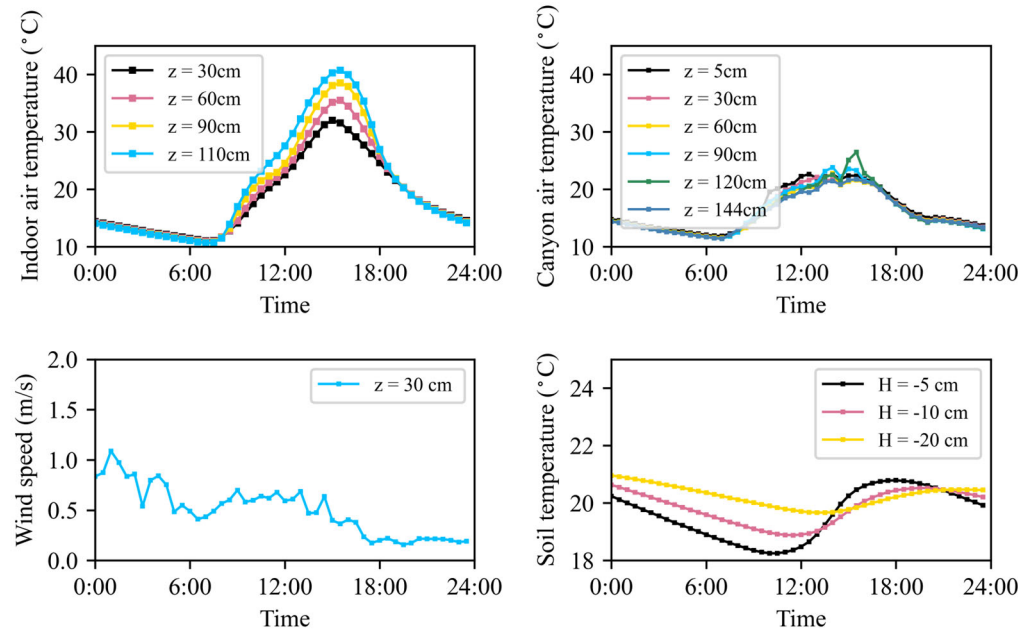 Indoor air temperature (°C)
40
30
20
10
z = 30cm
z = 60cm
z = 90cm
z = 110cm
0:00 6:00 12:00 18:00 24:00
Time
Canyon air temperature (°C)
40
30
20
10
z = 5cm
z = 30cm
z = 60cm
z = 90cm
z = 120cm
z = 144cm
0:00 6:00 12:00 18:00 24:00
Time
Wind speed (m/s)
2.0
1.5
1.0
0.5
0.0
z = 30 cm
0:00 6:00 12:00 18:00 24:00
Time
Soil temperature (°C)
24
22
20
18
H = -5 cm
H = -10 cm
H = -20 cm
0:00 6:00 12:00 18:00 24:00
Time